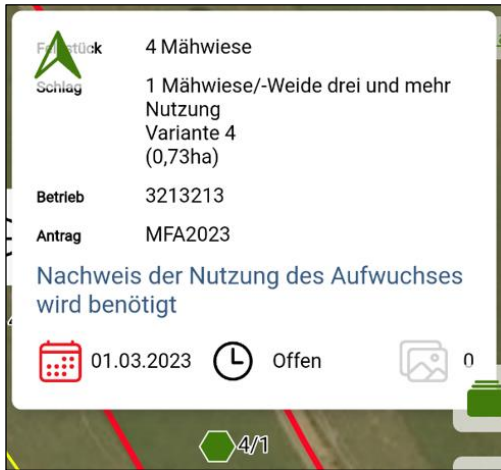 Feldstück 4 Mähwiese
Schlag 1 Mähwiese/-Weide drei und mehr
Nutzung
Variante 4
(0,73ha)
Betrieb 3213213
Antrag MFA2023
Nachweis der Nutzung des Aufwuchses
wird benötigt
01.03.2023 Offen 0
4/1